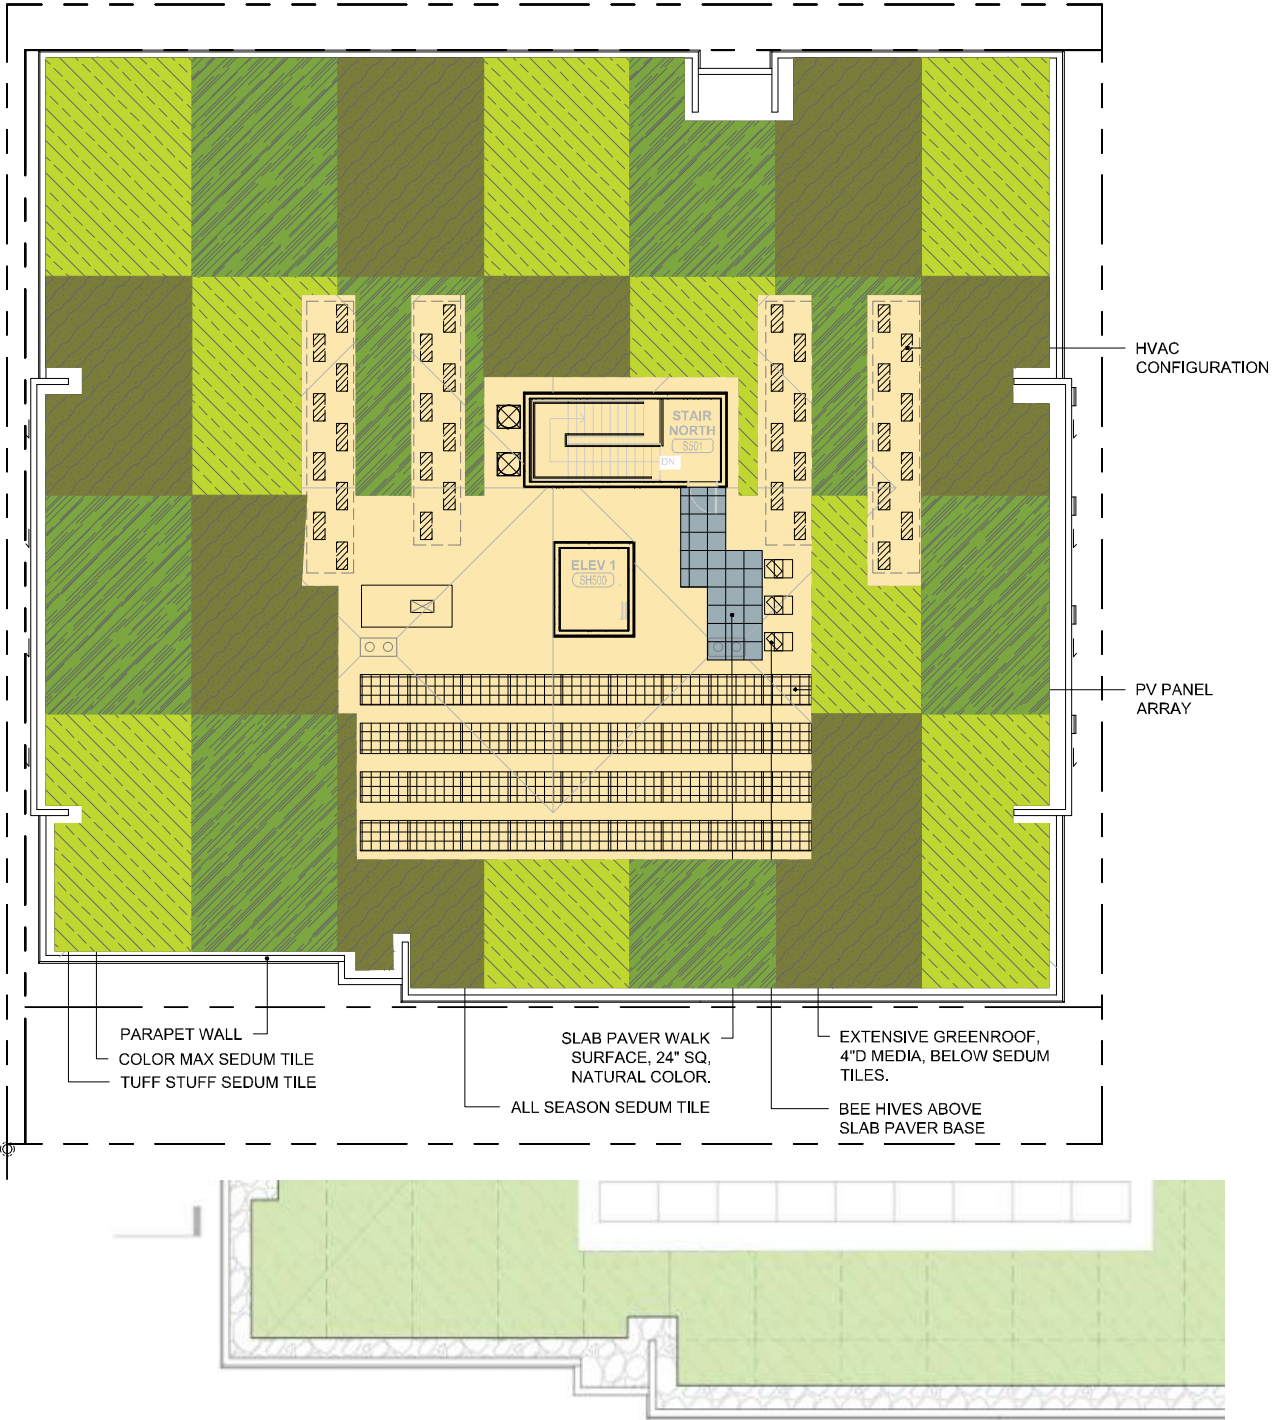 STAIR
NORTH
S501
DN
HVAC
CONFIGURATION
ELEV 1
SH500
PV PANEL
ARRAY
PARAPET WALL
COLOR MAX SEDUM TILE
TUFF STUFF SEDUM TILE
SLAB PAVER WALK
SURFACE, 24" SQ,
NATURAL COLOR.
ALL SEASON SEDUM TILE
EXTENSIVE GREENROOF,
4"D MEDIA, BELOW SEDUM
TILES.
BEE HIVES ABOVE
SLAB PAVER BASE